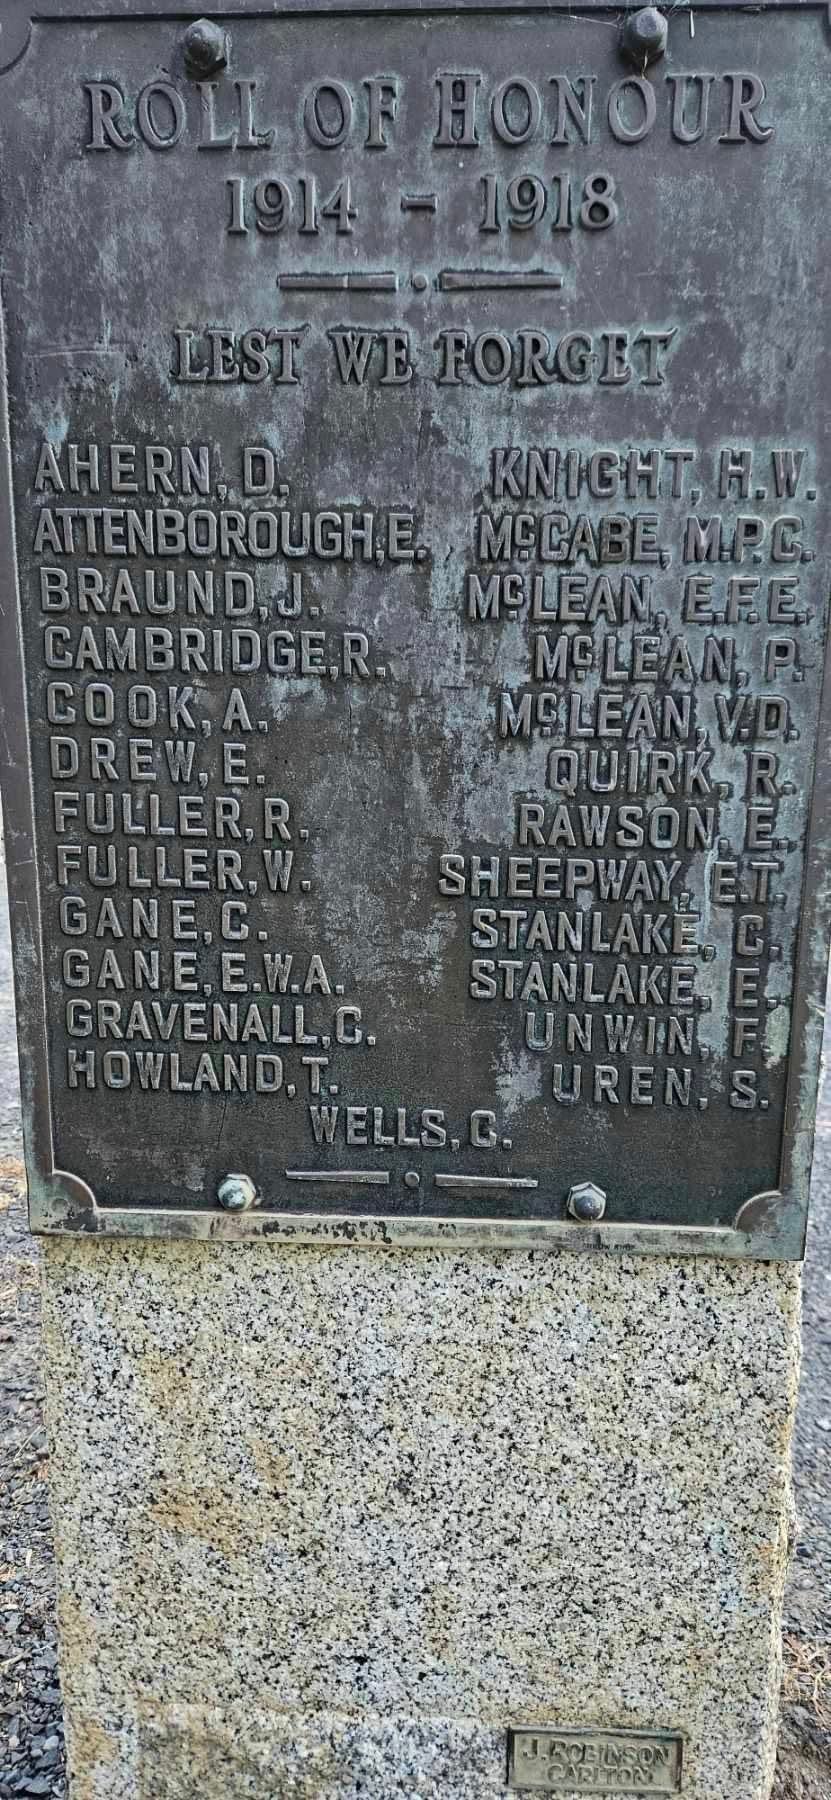 ROLL OF HONOUR
1914 - 1918
LEST WE FORGET
AHERN, D.
ATTENBOROUGH, E.
BRAUND, J.
CAMBRIDGE, R.
COOK, A.
DREW, E.
FULLER, R.
FULLER, W.
GANE, C.
GANE, E.W.A.
GRAVENALL, C.
HOWLAND, T.
KNIGHT, H.W.
McCABE, M.P.C.
McLEAN, E.F.E.
McLEAN, P.
McLEAN, V.D.
QUIRK, R.
RAWSON, E.
SHEEPWAY, E.T.
STANLAKE, C.
STANLAKE, E.
UNWIN, F.
UREN, S.
WELLS, C.
J. ROBINSON
CARLTON